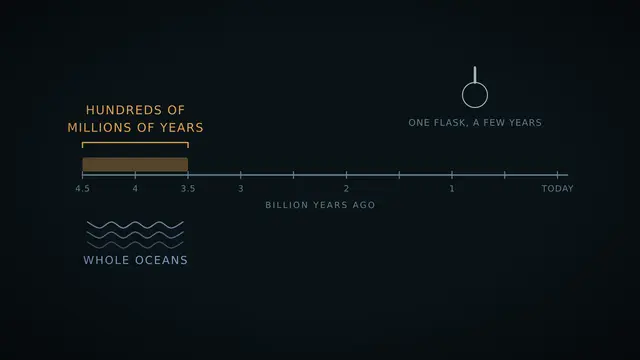 HUNDREDS OF
MILLIONS OF YEARS
ONE FLASK, A FEW YEARS
4.5 4 3.5 3 2 1 TODAY
BILLION YEARS AGO
WHOLE OCEANS